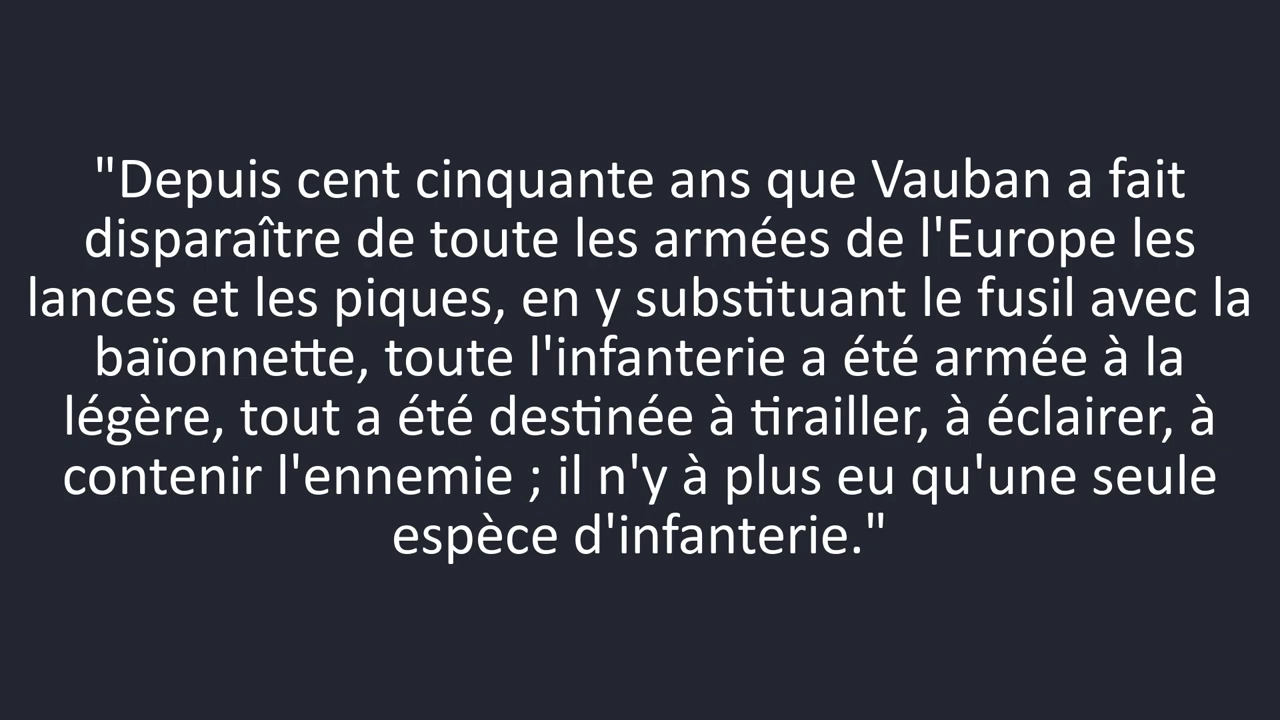 "Depuis cent cinquante ans que Vauban a fait
disparaître de toute les armées de l'Europe les
lances et les piques, en y substituant le fusil avec la
baïonnette, toute l'infanterie a été armée à la
légère, tout a été destinée à tirailler, à éclairer, à
contenir l'ennemie ; il n'y à plus eu qu'une seule
espèce d'infanterie."